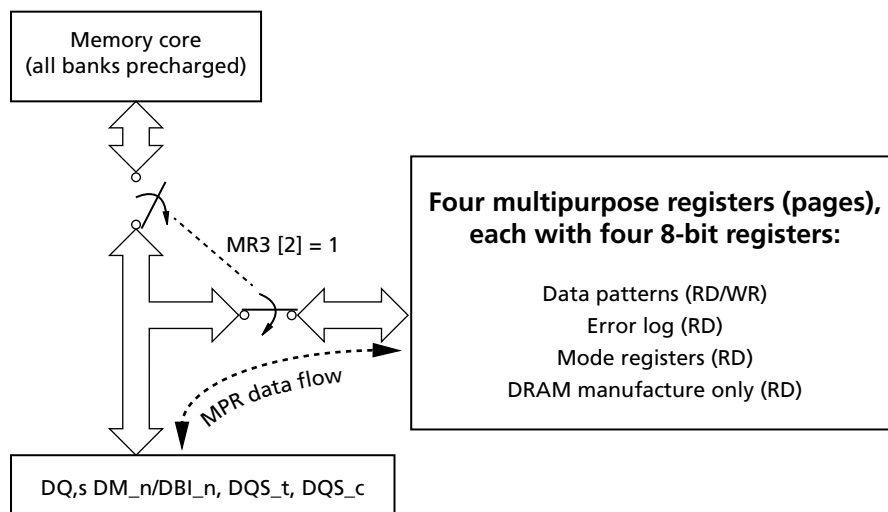 Memory core
(all banks precharged)
Four multipurpose registers (pages),
each with four 8-bit registers:
MR3 [2] = 1
Data patterns (RD/WR)
Error log (RD)
Mode registers (RD)
DRAM manufacture only (RD)
MPR data flow
DQ,s DM_n/DBI_n, DQS_t, DQS_c